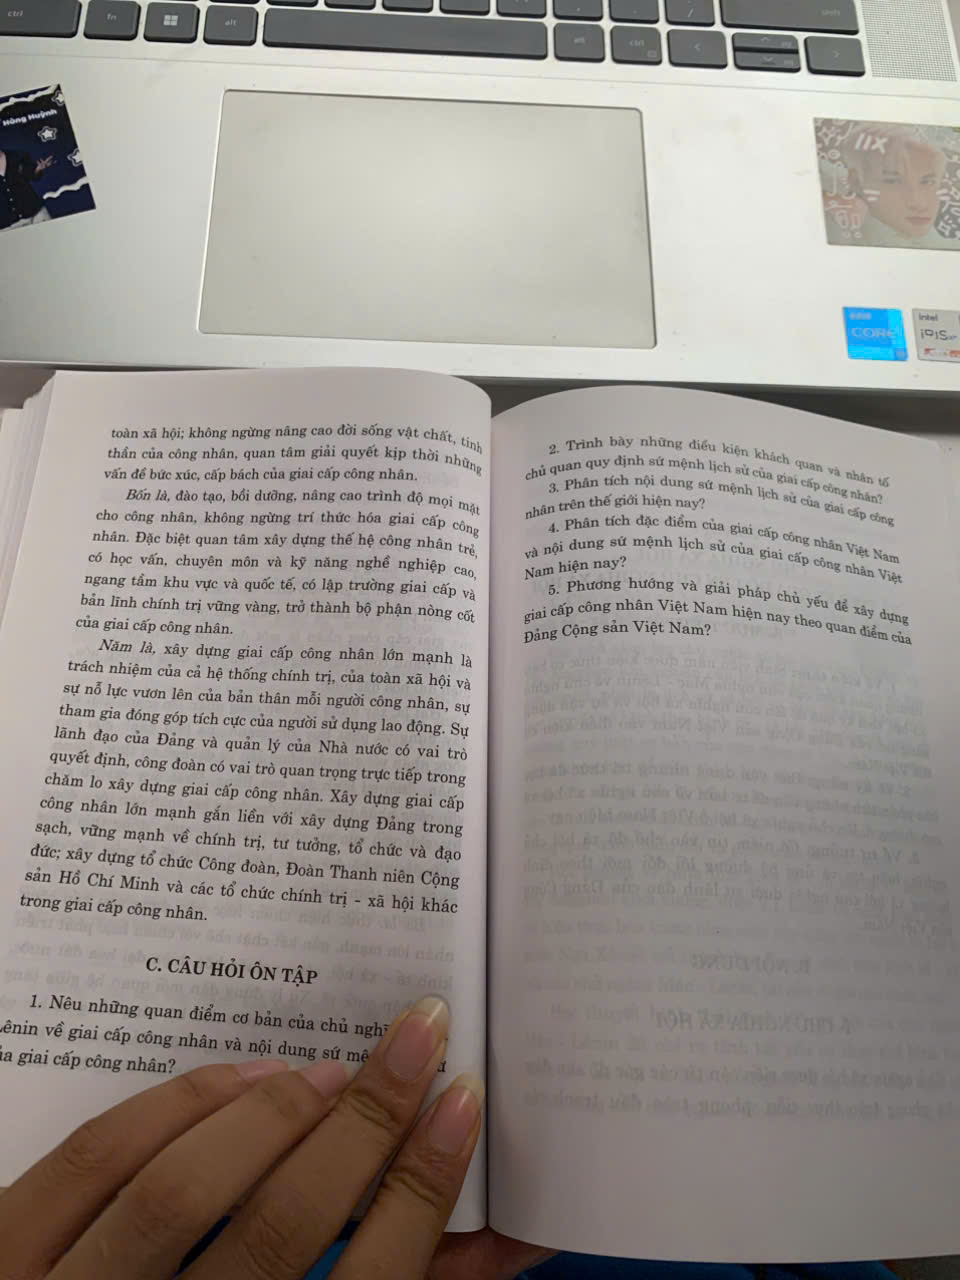 ctrl
fn
alt
alt
ctrl
shift
Hùng Huỳnh
XII
CORE
intel
toàn xã hội; không ngừng nâng cao đời sống vật chất, tinh
thần của công nhân, quan tâm giải quyết kịp thời những
vấn đề bức xúc, cấp bách của giai cấp công nhân.
Bốn là, đào tạo, bồi dưỡng, nâng cao trình độ mọi mặt
cho công nhân, không ngừng trí thức hóa giai cấp công
nhân. Đặc biệt quan tâm xây dựng thế hệ công nhân trẻ,
có học vấn, chuyên môn và kỹ năng nghề nghiệp cao,
ngang tầm khu vực và quốc tế, có lập trường giai cấp và
bản lĩnh chính trị vững vàng, trở thành bộ phận nòng cốt
của giai cấp công nhân.
Năm là, xây dựng giai cấp công nhân lớn mạnh là
trách nhiệm của cả hệ thống chính trị, của toàn xã hội và
sự nỗ lực vươn lên của bản thân mỗi người công nhân, sự
tham gia đóng góp tích cực của người sử dụng lao động. Sự
lãnh đạo của Đảng và quản lý của Nhà nước có vai trò
quyết định, công đoàn có vai trò quan trọng trực tiếp trong
chăm lo xây dựng giai cấp công nhân. Xây dựng giai cấp
công nhân lớn mạnh gắn liền với xây dựng Đảng trong
sạch, vững mạnh về chính trị, tư tưởng, tổ chức và đạo
đức; xây dựng tổ chức Công đoàn, Đoàn Thanh niên Cộng
sản Hồ Chí Minh và các tổ chức chính trị - xã hội khác
trong giai cấp công nhân.
C. CÂU HỎI ÔN TẬP
1. Nêu những quan điểm cơ bản của chủ
về giai cấp công nhân và nội dung sứ
giai cấp công nhân?
2. Trình bày những điều kiện khách quan và nhân tố
chủ quan quy định sứ mệnh lịch sử của giai cấp công nhân?
3. Phân tích nội dung sứ mệnh lịch sử của giai cấp công
nhân trên thế giới hiện nay?
4. Phân tích đặc điểm của giai cấp công nhân Việt Nam
và nội dung sứ mệnh lịch sử của giai cấp công nhân Việt
Nam hiện nay?
5. Phương hướng và giải pháp chủ yếu để xây dựng
giai cấp công nhân Việt Nam hiện nay theo quan điểm của
Đảng Cộng sản Việt Nam?